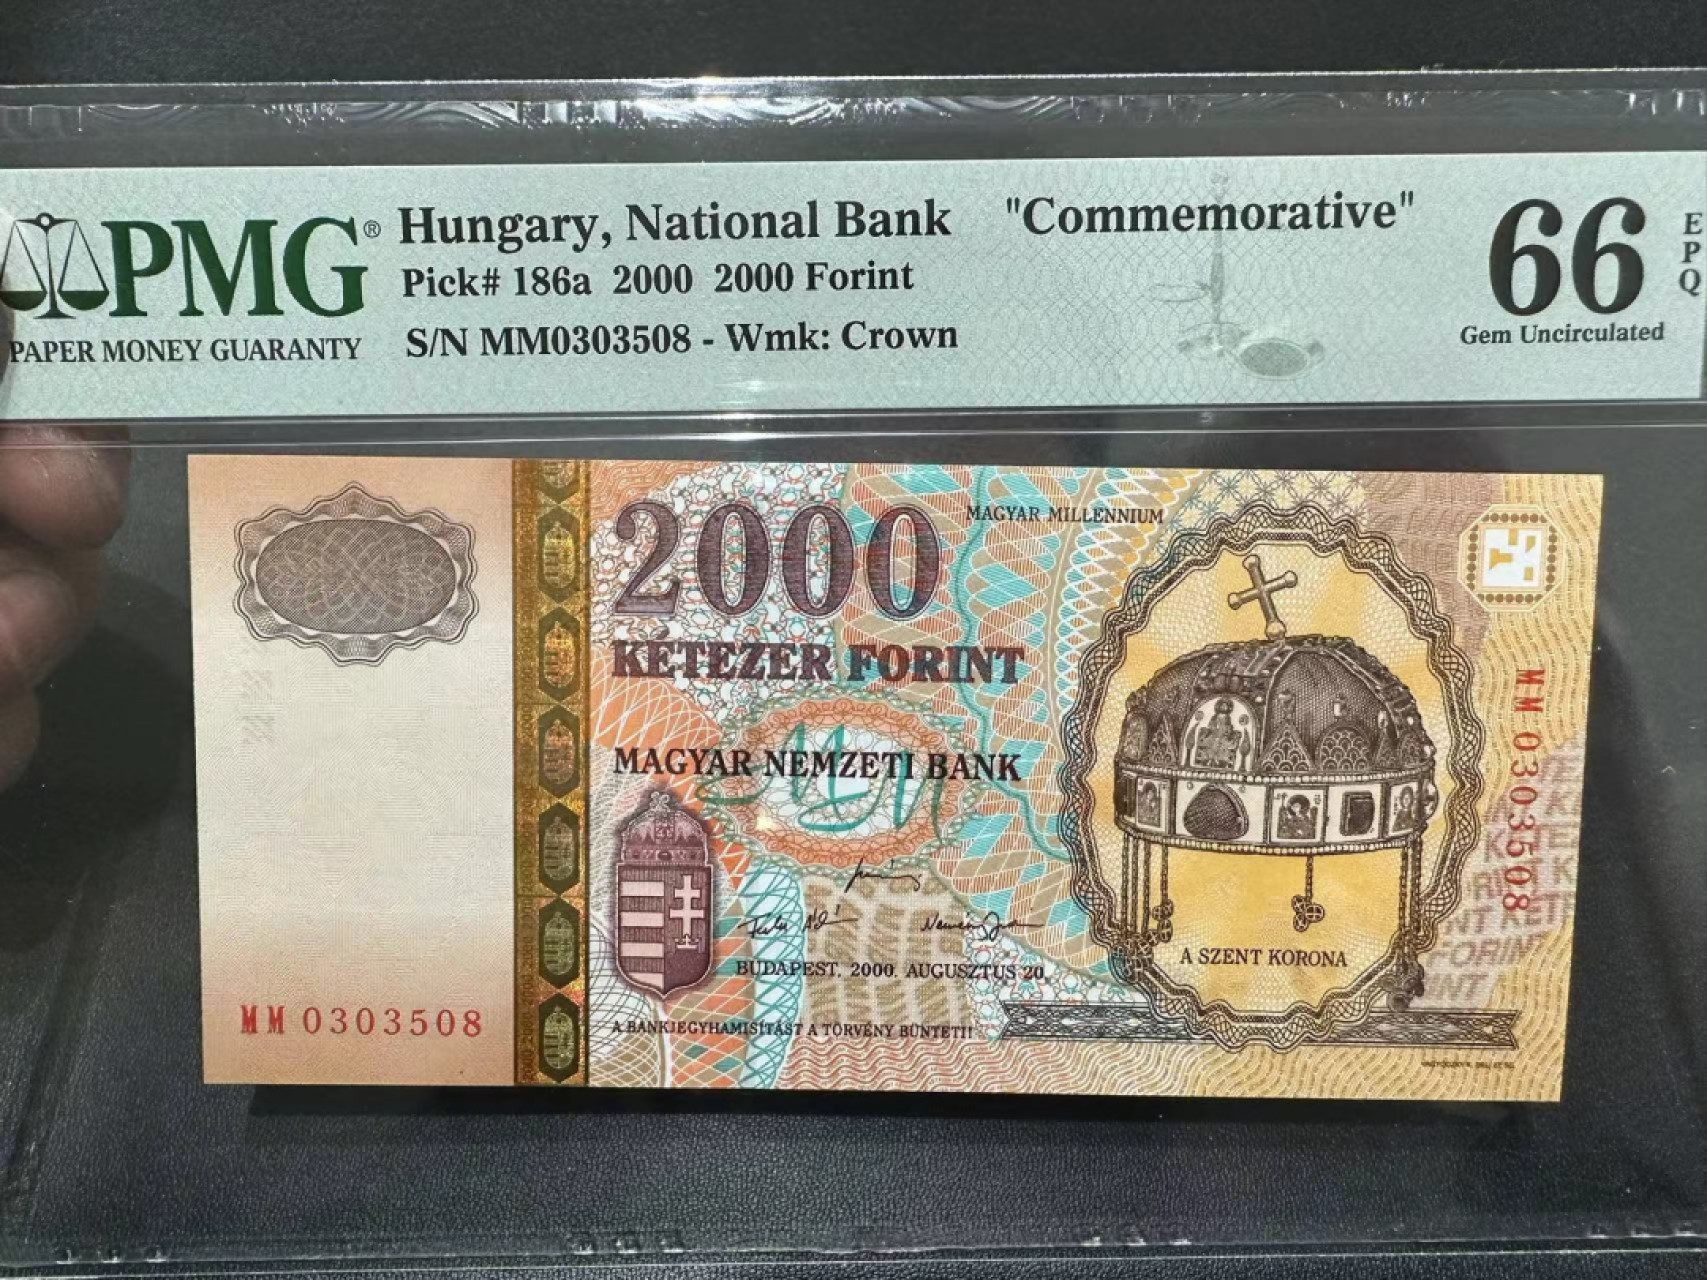 PMG®
PAPER MONEY GUARANTY
Hungary, National Bank "Commemorative"
Pick# 186a 2000 2000 Forint
S/N MM0303508 - Wmk: Crown
66
EPQ
Gem Uncirculated
2000
MAGYAR MILLENNIUM
KÉTEZER FORINT
MAGYAR NEMZETI BANK
MM
BUDAPEST, 2000. AUGUSZTUS 20.
A BANKJEGYHAMISÍTÁST A TÖRVÉNY BÜNTETI!
A SZENT KORONA
MM 0303508
MM 0303508